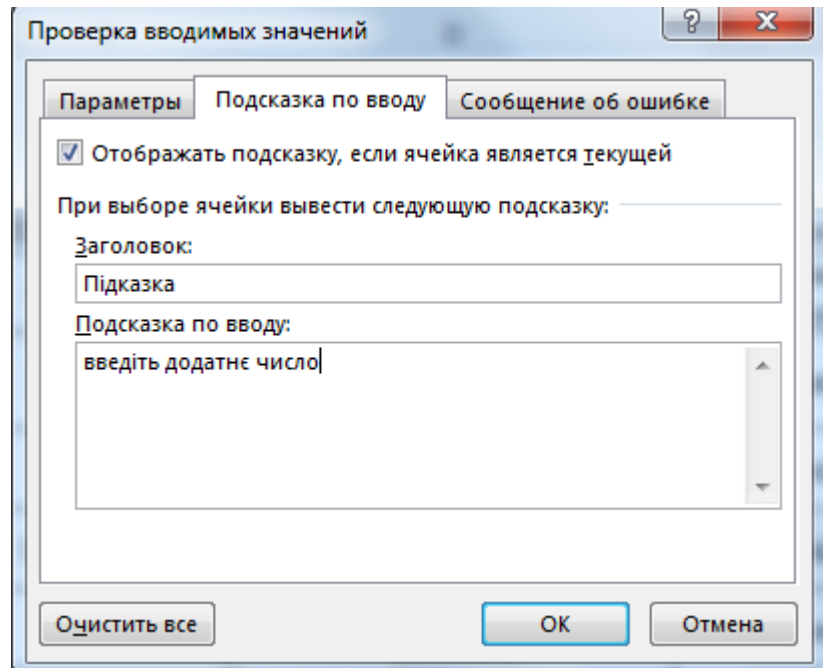 Проверка вводимых значений
Параметры Подсказка по вводу Сообщение об ошибке
Отображать подсказку, если ячейка является текущей
При выборе ячейки вывести следующую подсказку:
Заголовок:
Підказка
Подсказка по вводу:
введіть додатнє число
Очистить все ОК Отмена